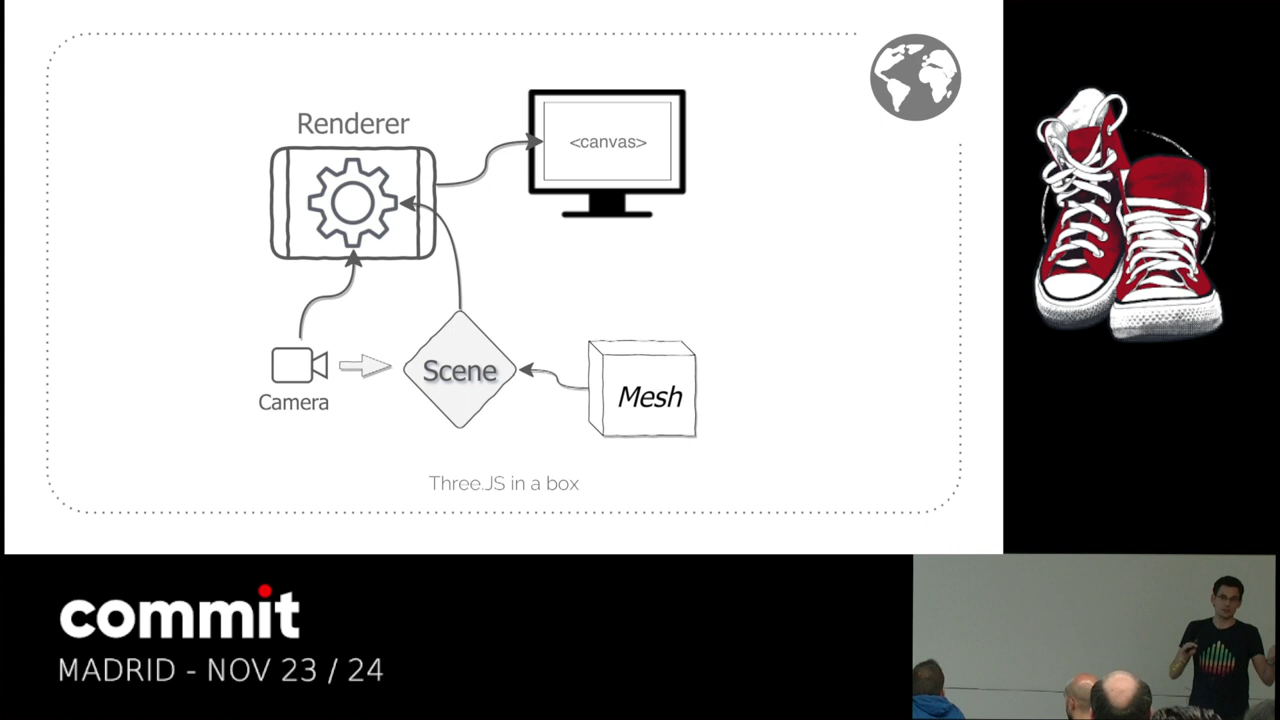 Renderer
<canvas>
Camera
Scene
Mesh
Three.JS in a box
commit
MADRID - NOV 23 / 24